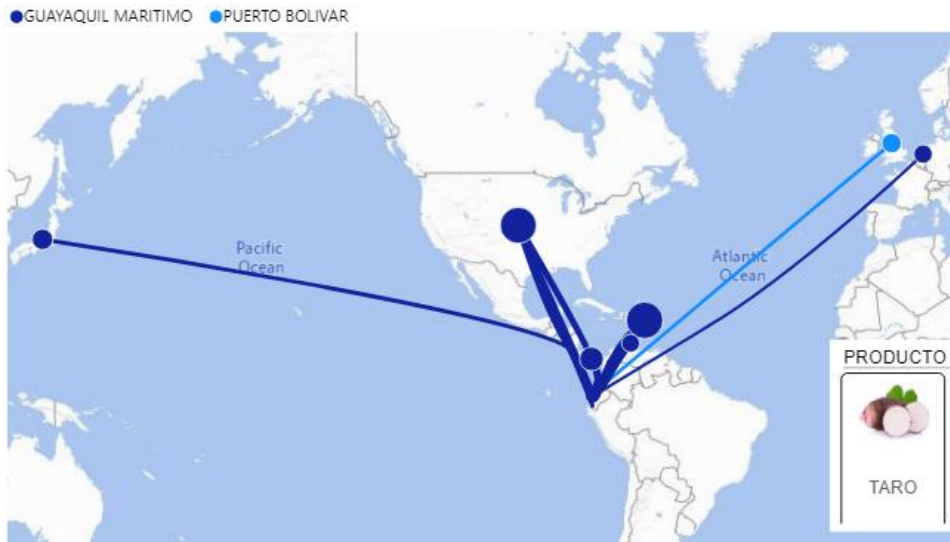 GUAYAQUIL MARITIMO PUERTO BOLIVAR
Pacific
Ocean
Atlantic
Ocean
PRODUCTO
TARO